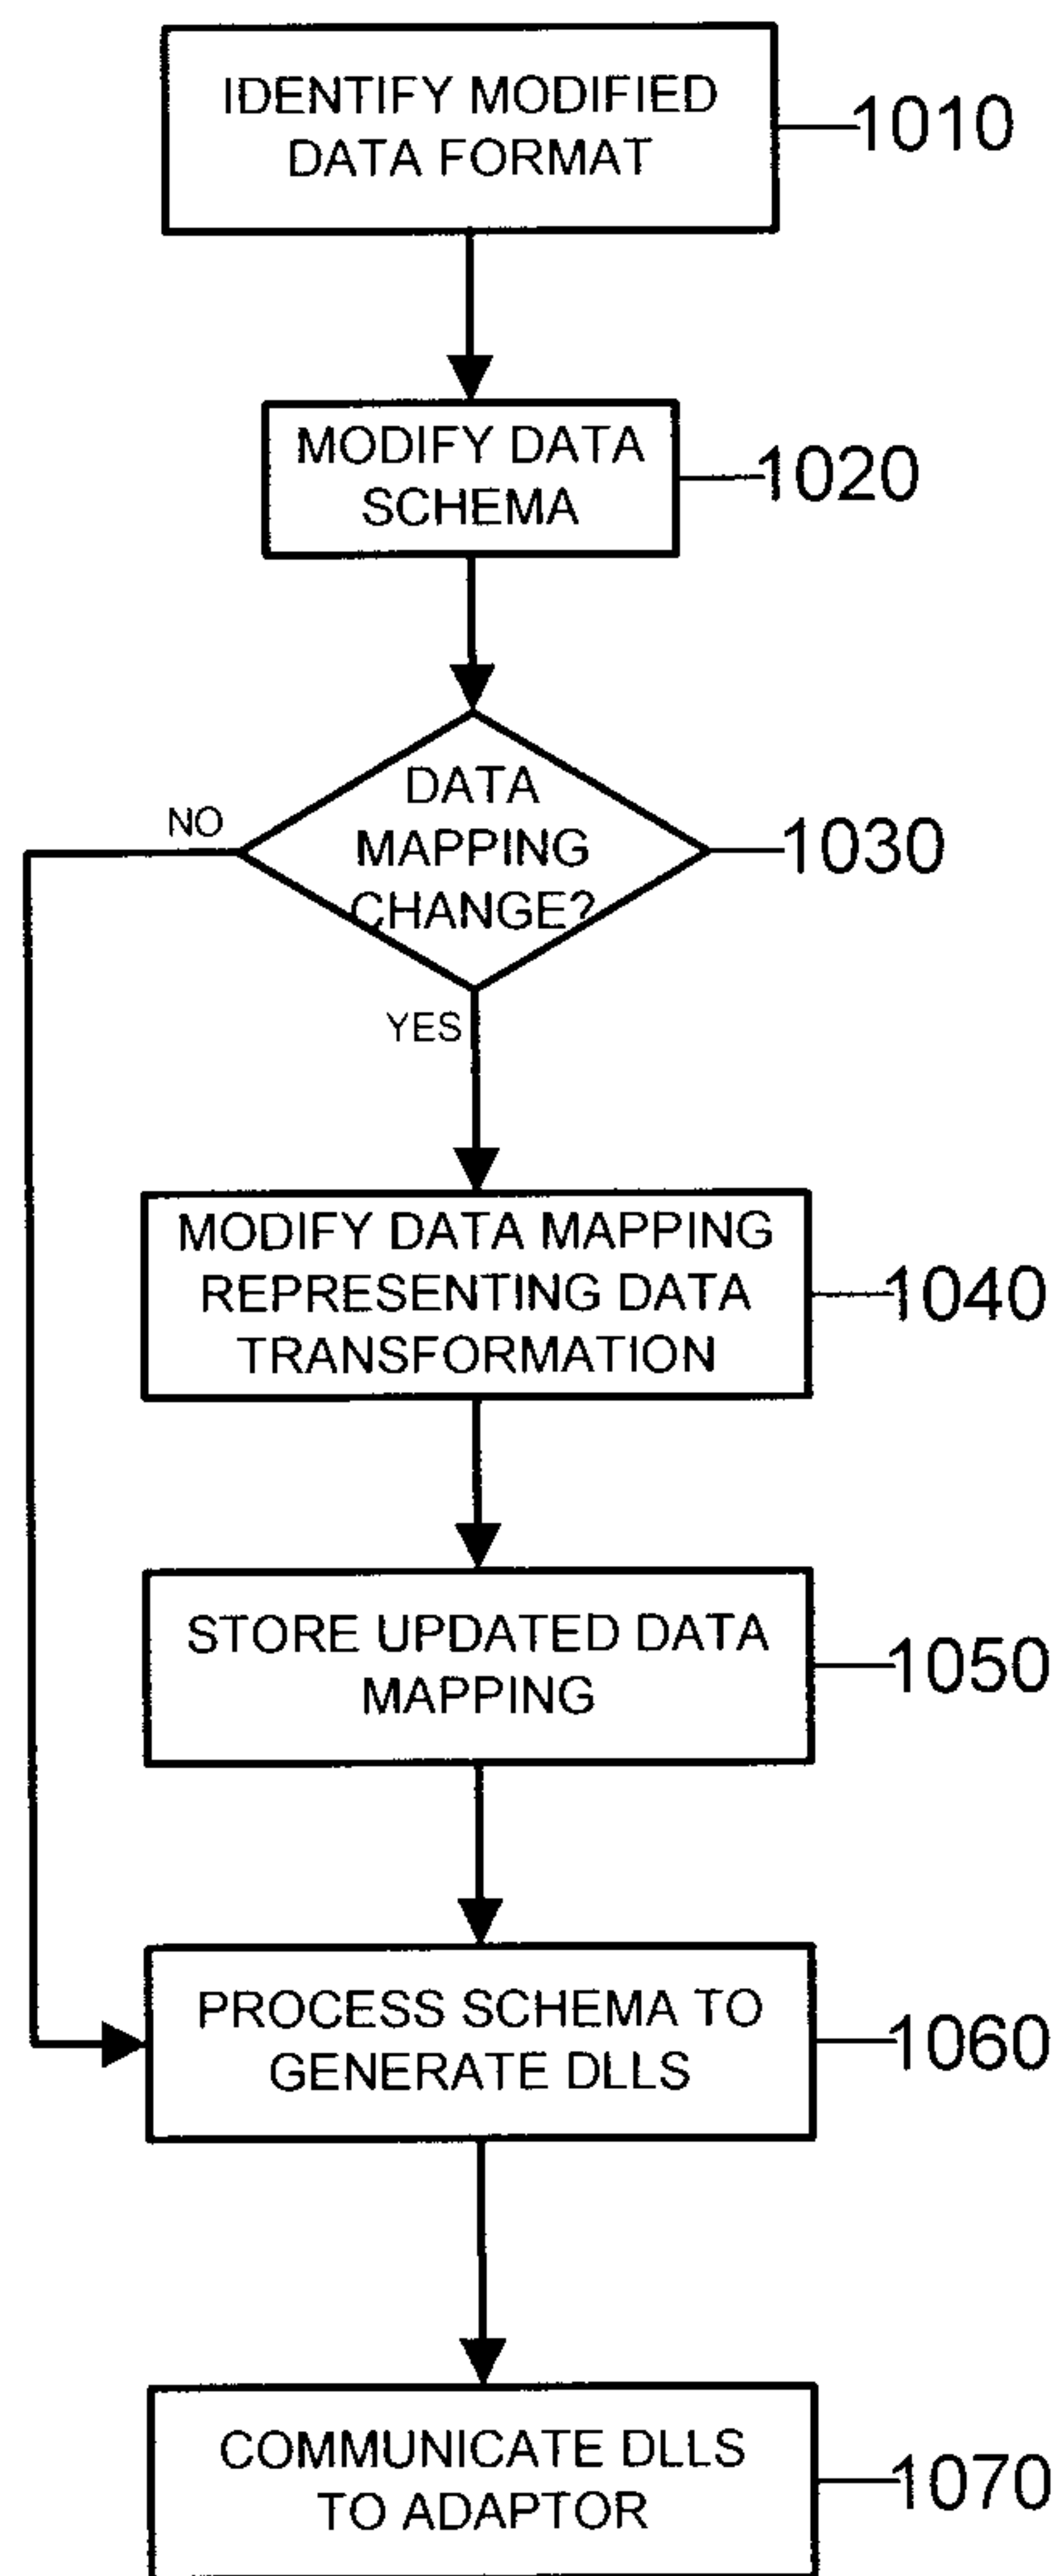 IDENTIFY MODIFIED
DATA FORMAT
1010
MODIFY DATA
SCHEMA
1020
DATA
MAPPING
CHANGE?
1030
NO
YES
MODIFY DATA MAPPING
REPRESENTING DATA
TRANSFORMATION
1040
STORE UPDATED DATA
MAPPING
1050
PROCESS SCHEMA TO
GENERATE DLLS
1060
COMMUNICATE DLLS
TO ADAPTOR
1070